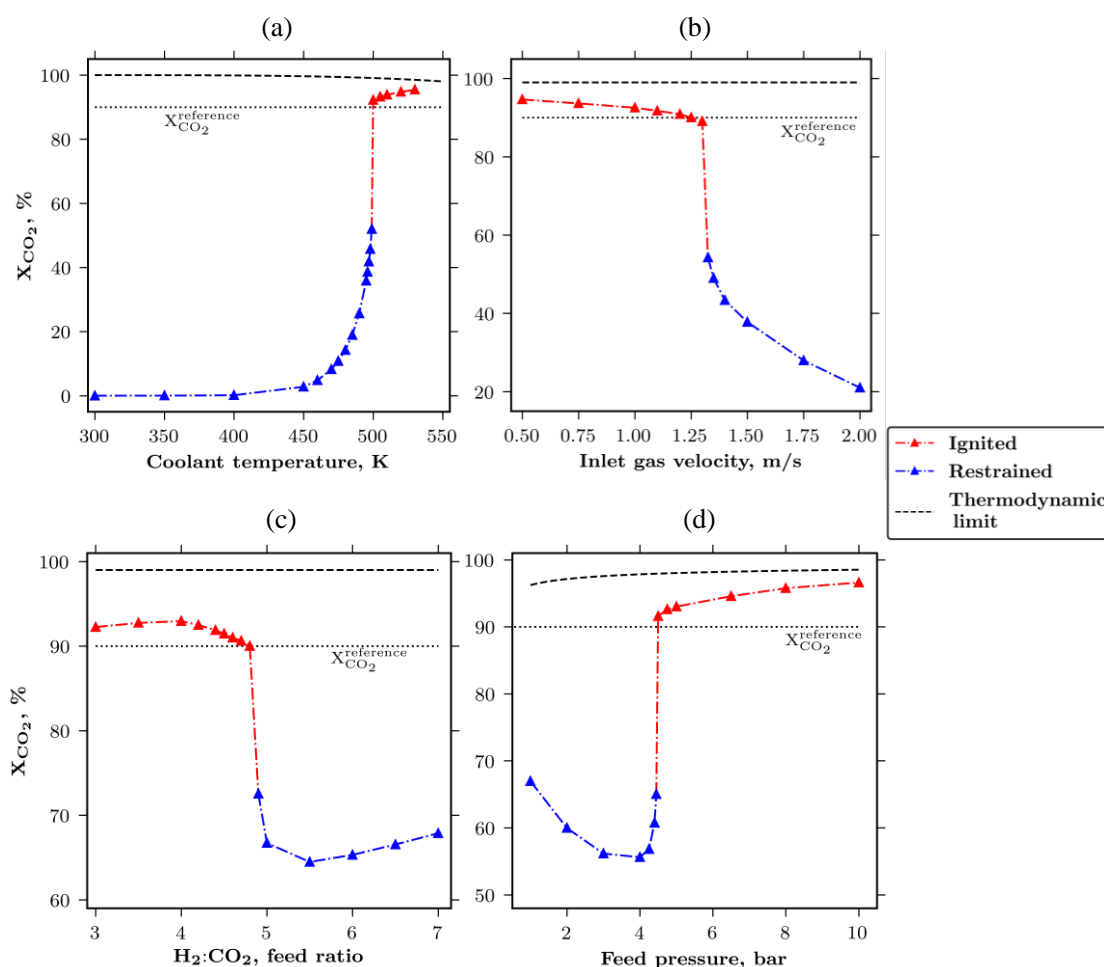 (a)
(b)
100
80
60
40
20
0
X_CO₂, %
X_CO₂^reference
300 350 400 450 500 550
Coolant temperature, K
100
80
60
40
20
X_CO₂^reference
0.50 0.75 1.00 1.25 1.50 1.75 2.00
Inlet gas velocity, m/s
Ignited
Restrained
Thermodynamic
limit
(c)
(d)
100
90
80
70
60
X_CO₂, %
X_CO₂^reference
3 4 5 6 7
H₂:CO₂, feed ratio
100
90
80
70
60
50
X_CO₂^reference
2 4 6 8 10
Feed pressure, bar